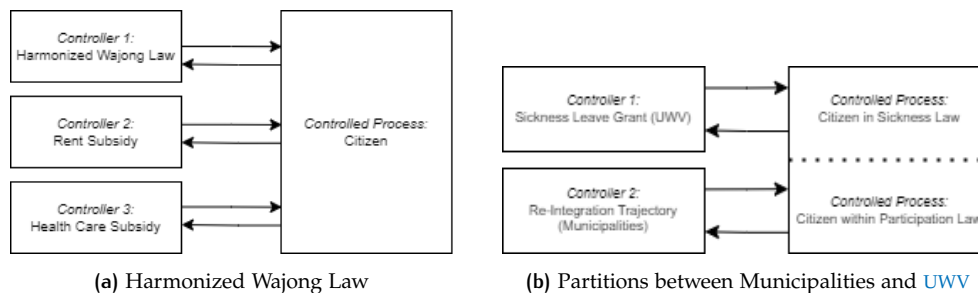 Controller 1:
Harmonized Wajong Law
Controller 2:
Rent Subsidy
Controller 3:
Health Care Subsidy
Controlled Process:
Citizen
(a) Harmonized Wajong Law
Controller 1:
Sickness Leave Grant (UWV)
Controller 2:
Re-Integration Trajectory
(Municipalities)
Controlled Process:
Citizen in Sickness Law
Controlled Process:
Citizen within Participation Law
(b) Partitions between Municipalities and UWV